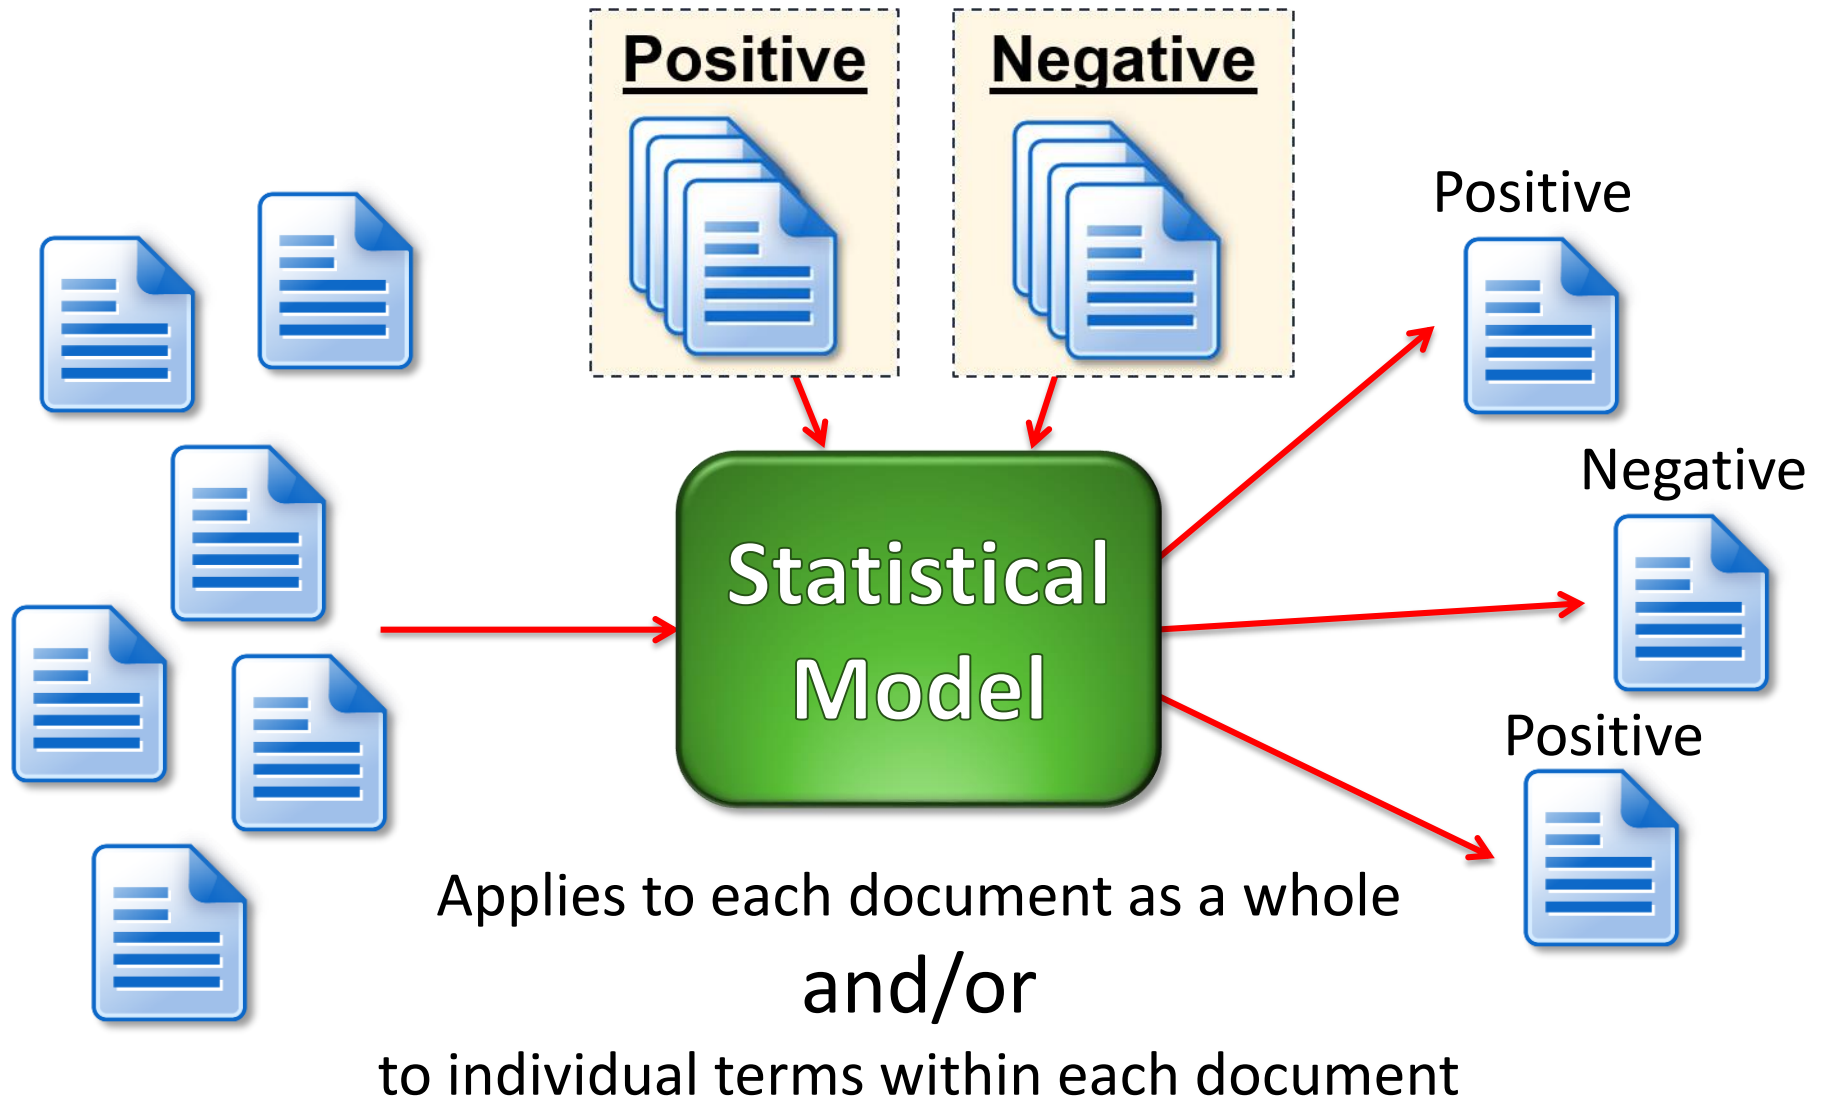 Positive
Negative
Positive
Negative
Statistical
Model
Positive
Applies to each document as a whole
and/or
to individual terms within each document